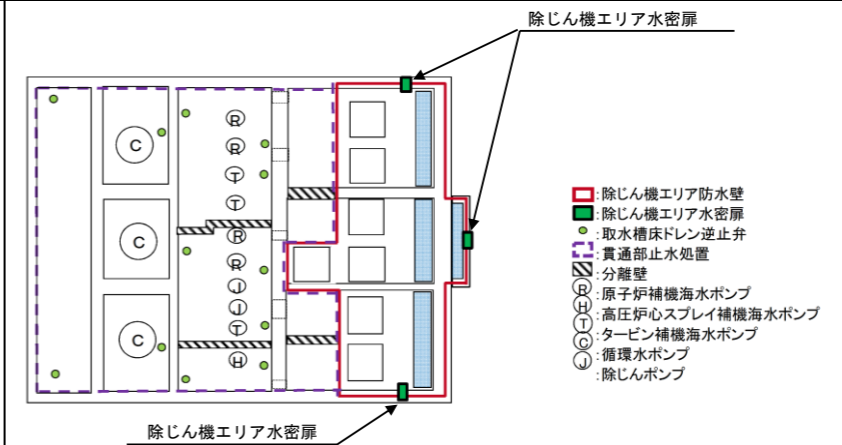 除じん機エリア水密扉
R
R
T
T
R
R
J
J
T
H
C
C
C
:除じん機エリア防水壁
:除じん機エリア水密扉
:取水槽床ドレン逆止弁
:貫通部止水処置
:分離壁
R:原子炉補機海水ポンプ
H:高圧炉心スプレイ補機海水ポンプ
T:タービン補機海水ポンプ
C:循環水ポンプ
J:除じんポンプ
除じん機エリア水密扉